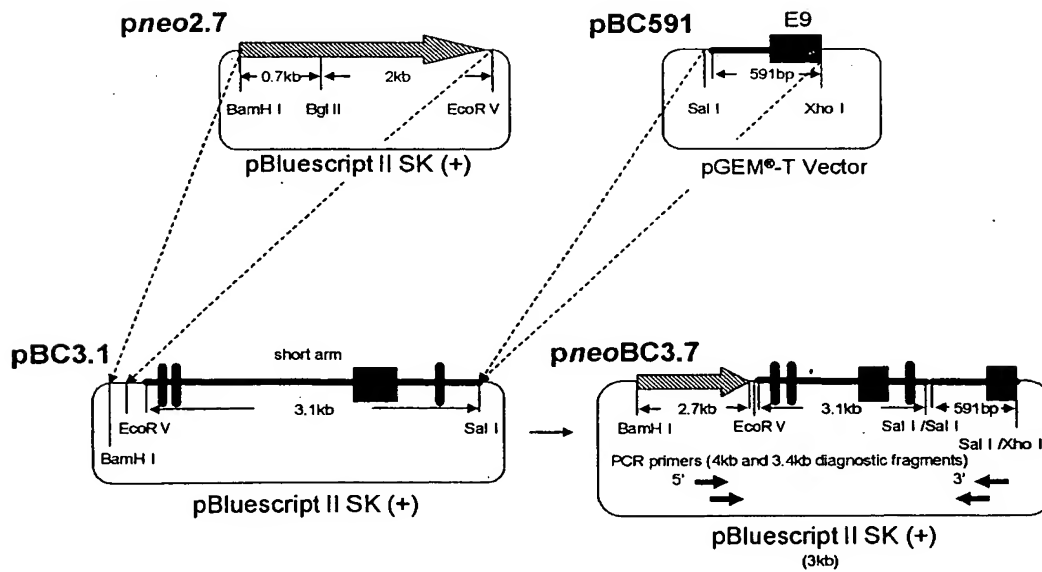 pneo2.7
0.7kb
2kb
BamH I
Bgl II
EcoR V
pBluescript II SK (+)
pBC591
E9
591bp
Sal I
Xho I
pGEM®-T Vector
pBC3.1
short arm
3.1kb
EcoR V
Sal I
BamH I
pBluescript II SK (+)
pneoBC3.7
2.7kb
3.1kb
591bp
BamH I
EcoR V
Sal I /Sal I
Sal I /Xho I
PCR primers (4kb and 3.4kb diagnostic fragments)
5'
3'
pBluescript II SK (+)
(3kb)